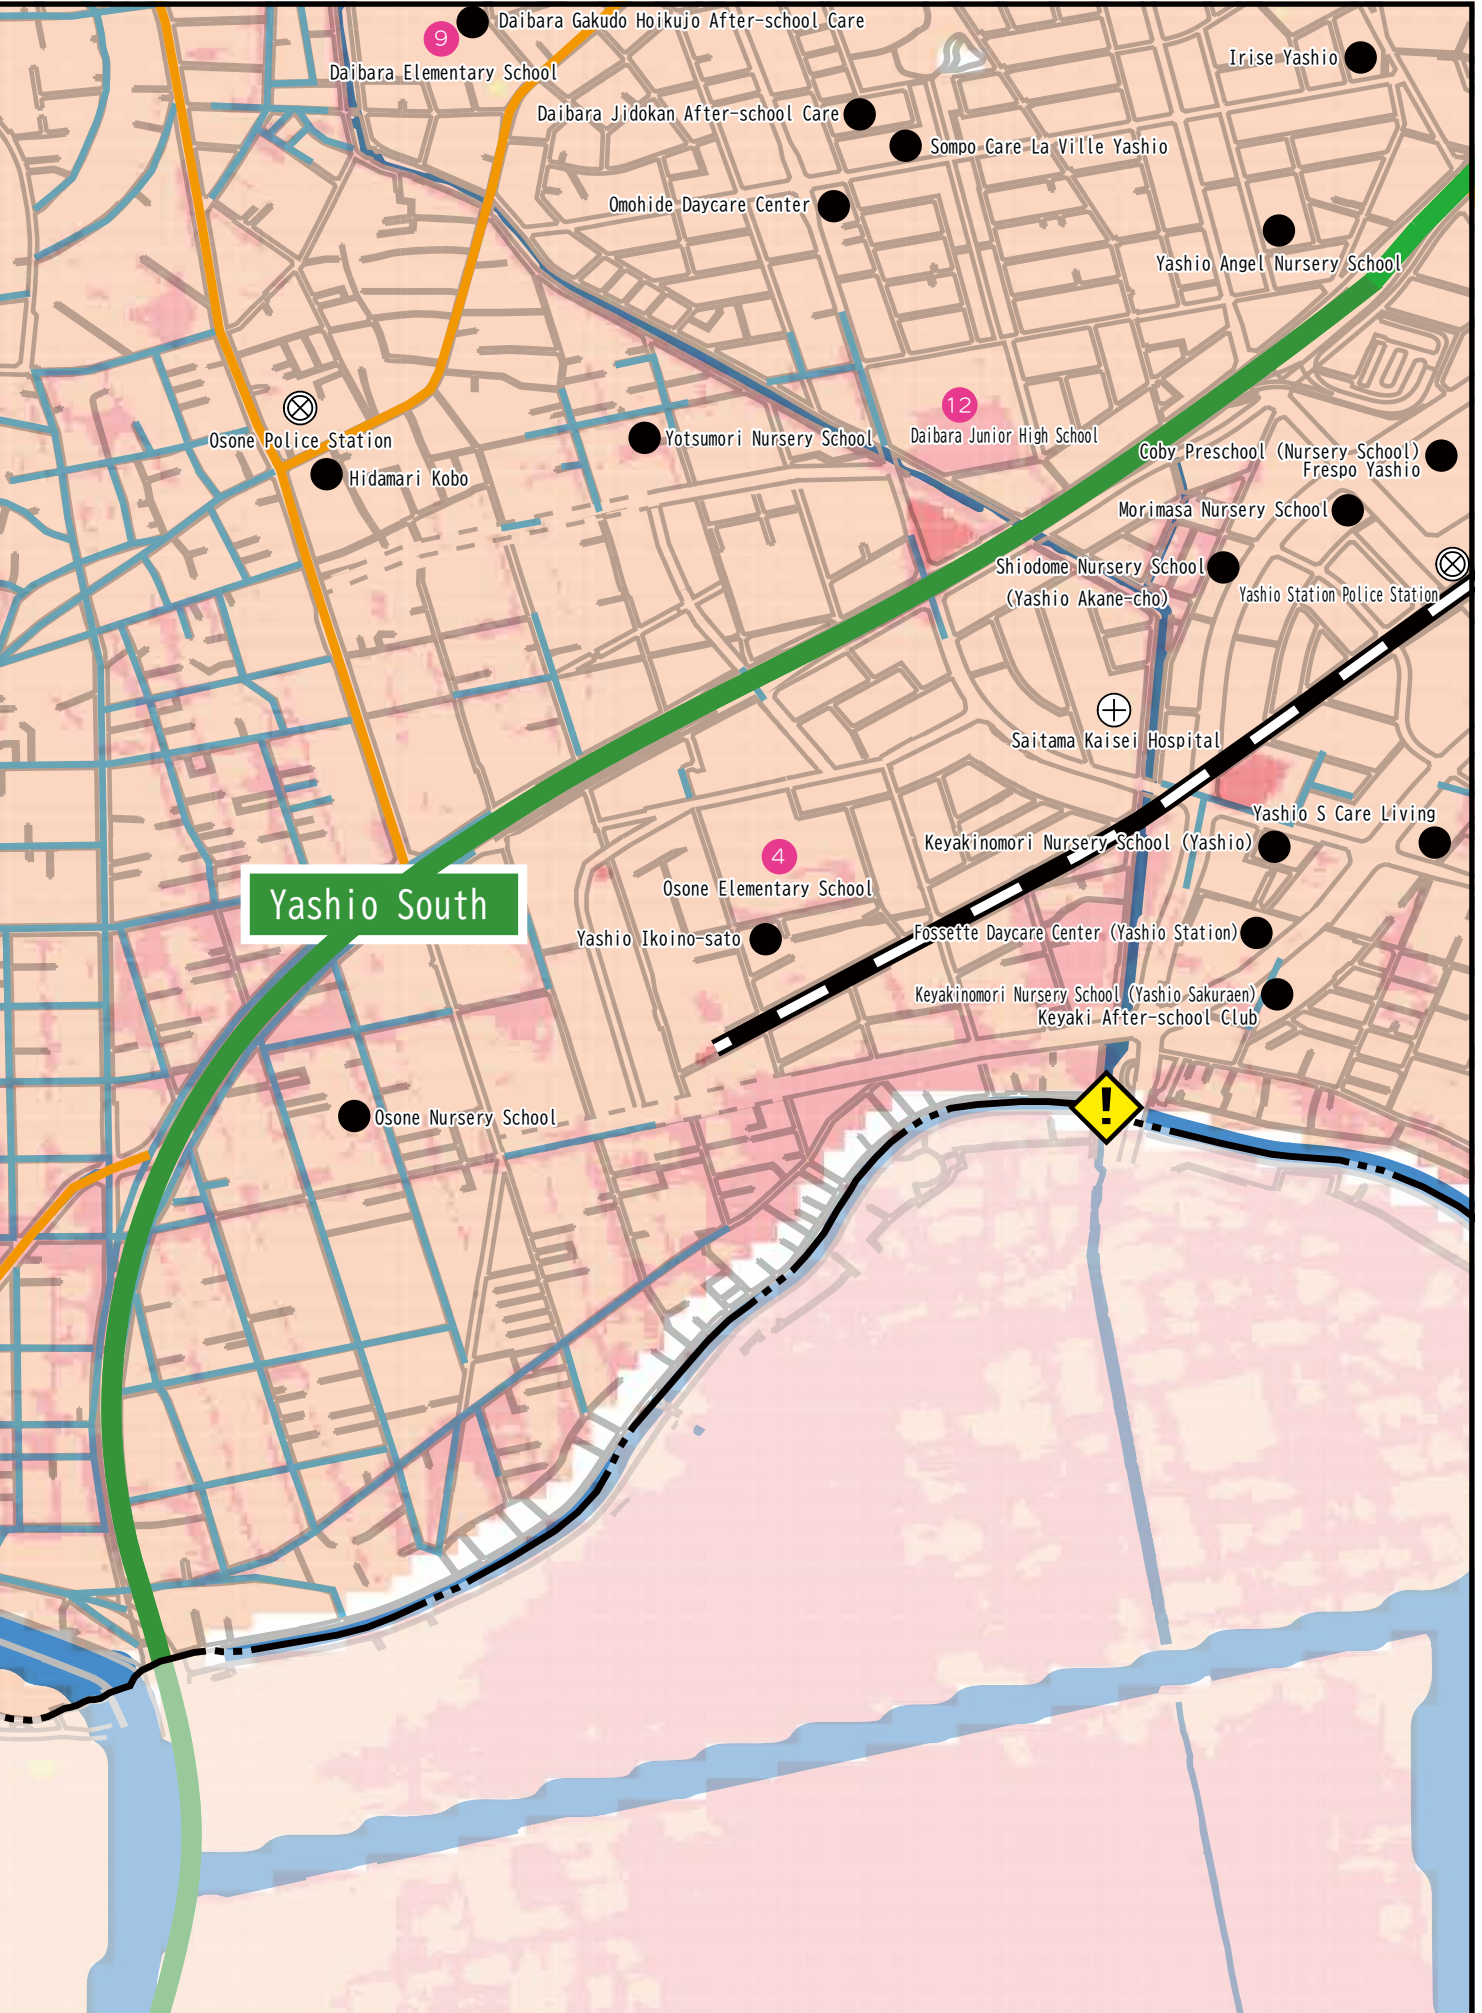 Daibara Gakudo Hoikujo After-school Care
9
Daibara Elementary School
Irise Yashio
Daibara Jidokan After-school Care
Sompo Care La Ville Yashio
Omohide Daycare Center
Yashio Angel Nursery School
12
Daibara Junior High School
Osone Police Station
Yotsumori Nursery School
Hidamari Kobo
Coby Preschool (Nursery School)
Frespo Yashio
Morimasa Nursery School
Shiodome Nursery School
(Yashio Akane-cho)
Yashio Station Police Station
Saitama Kaisei Hospital
Yashio S Care Living
Keyakinomori Nursery School (Yashio)
4
Osone Elementary School
Yashio South
Yashio Ikoino-sato
Fossette Daycare Center (Yashio Station)
Keyakinomori Nursery School (Yashio Sakuraen)
Keyaki After-school Club
Osone Nursery School
!